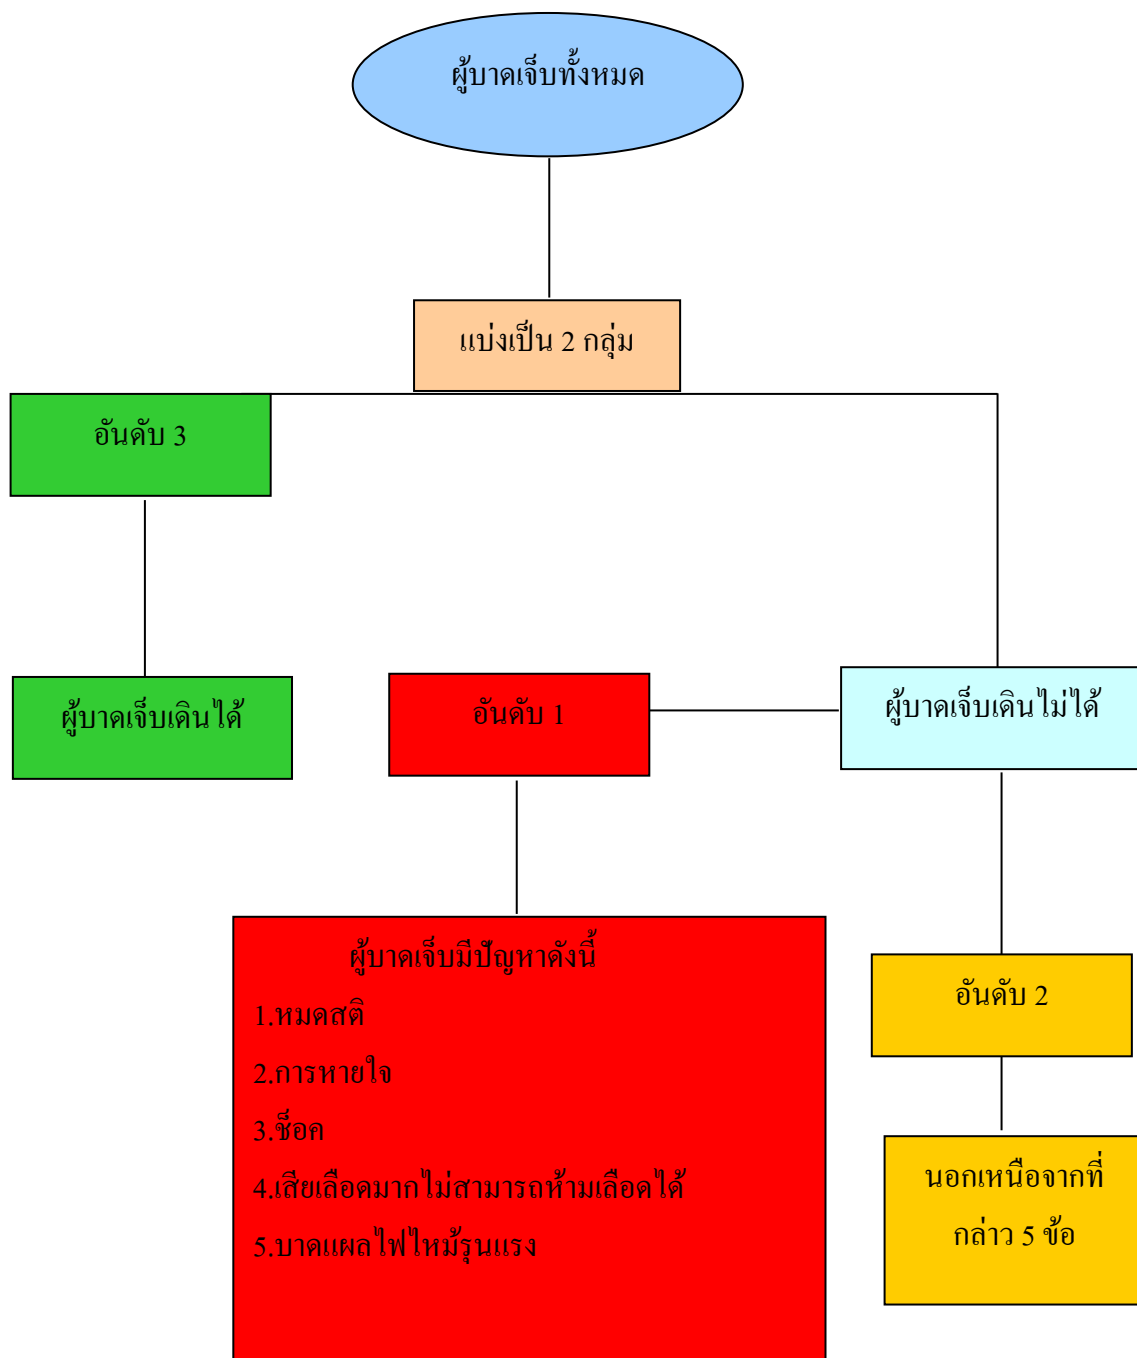 ผู้บาดเจ็บทั้งหมด
แบ่งเป็น 2 กลุ่ม
อันดับ 3
ผู้บาดเจ็บเดินได้
อันดับ 1
ผู้บาดเจ็บเดินไม่ได้
ผู้บาดเจ็บมีปัญหาดังนี้
1.หมดสติ
2.การหายใจ
3.ช็อค
4.เสียเลือดมากไม่สามารถห้ามเลือดได้
5.บาดแผลไฟไหม้รุนแรง
อันดับ 2
นอกเหนือจากที่
กล่าว 5 ข้อ